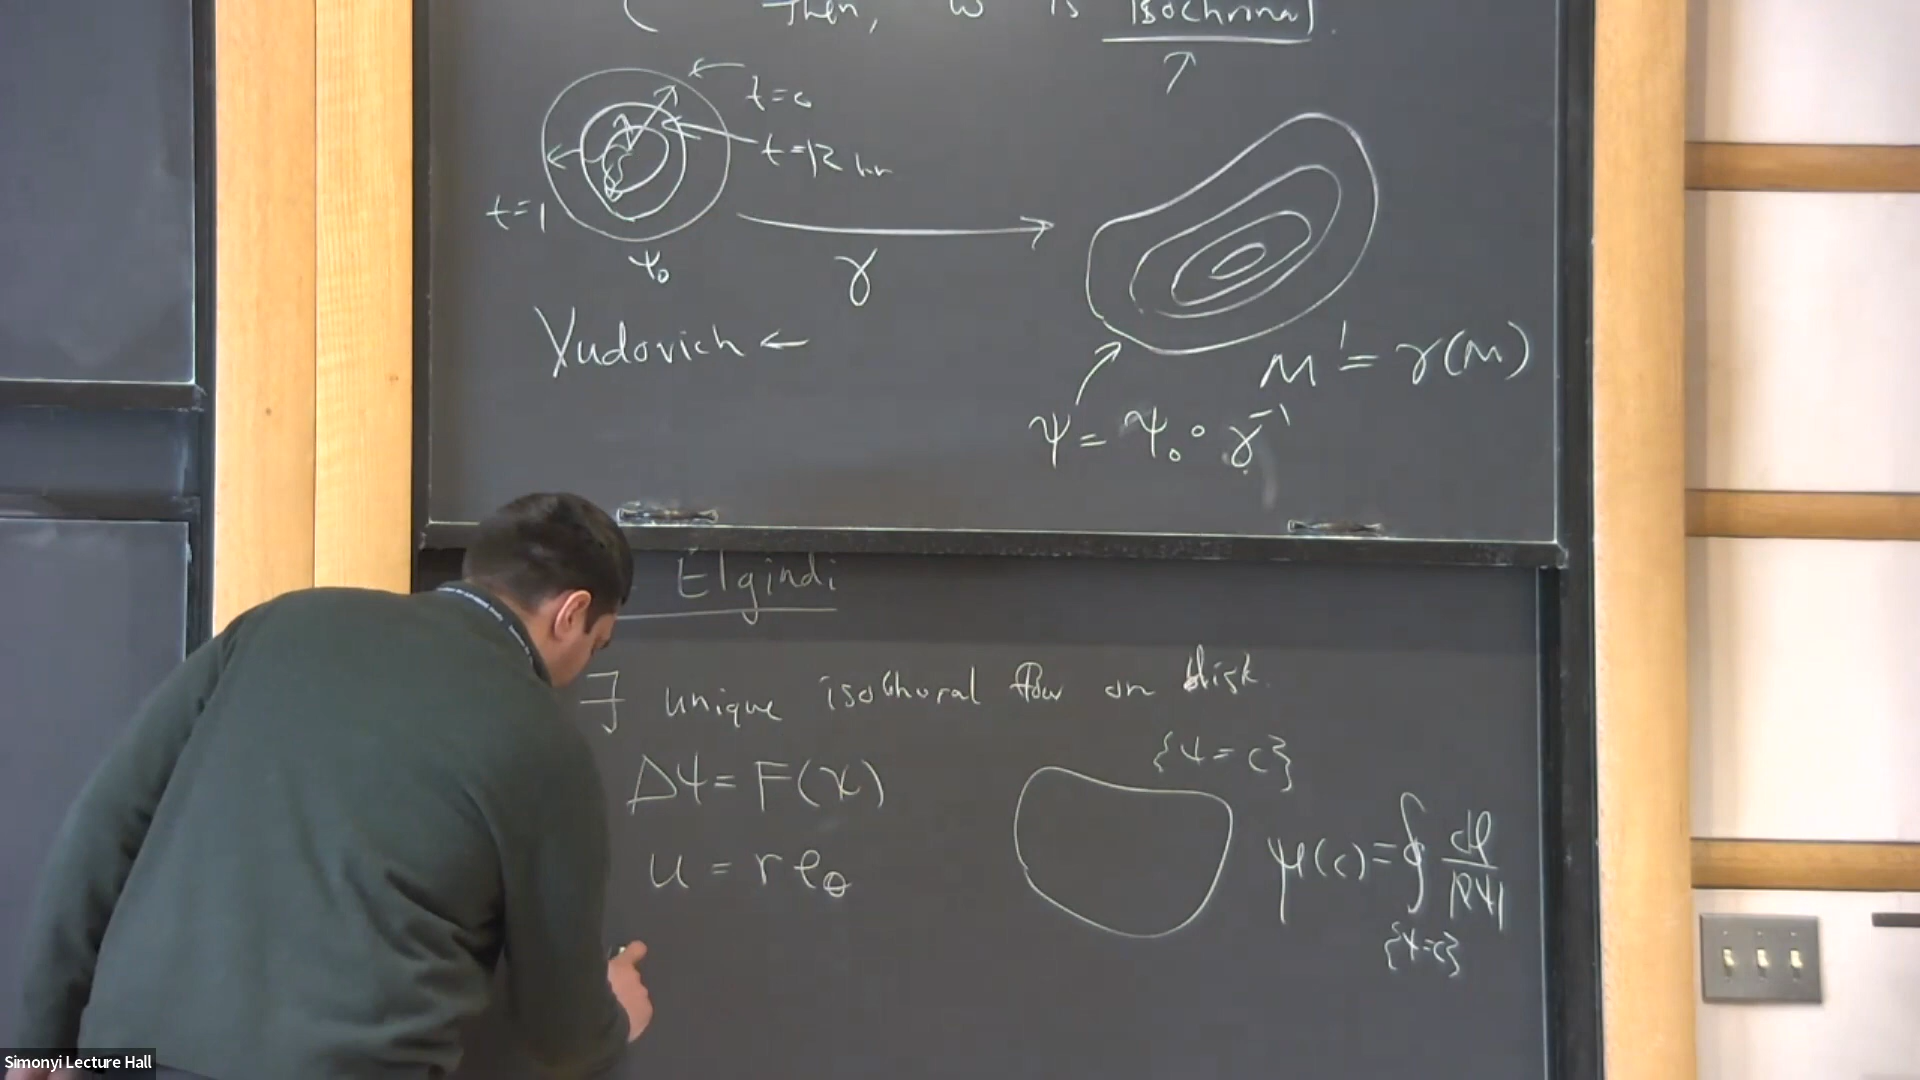 Then, ω is Isochronal.
t=0
t=12 hr
t=1
ψ₀
γ
Yudovich ←
M' = γ(M)
ψ = ψ₀ ∘ γ⁻¹
Elgindi
∃ unique isochoral flow on disk.
{ψ = c}
Δψ = F(ψ)
μ(c) = ∮ dl / |∇ψ|
{ψ=c}
u = r e_θ
Simonyi Lecture Hall